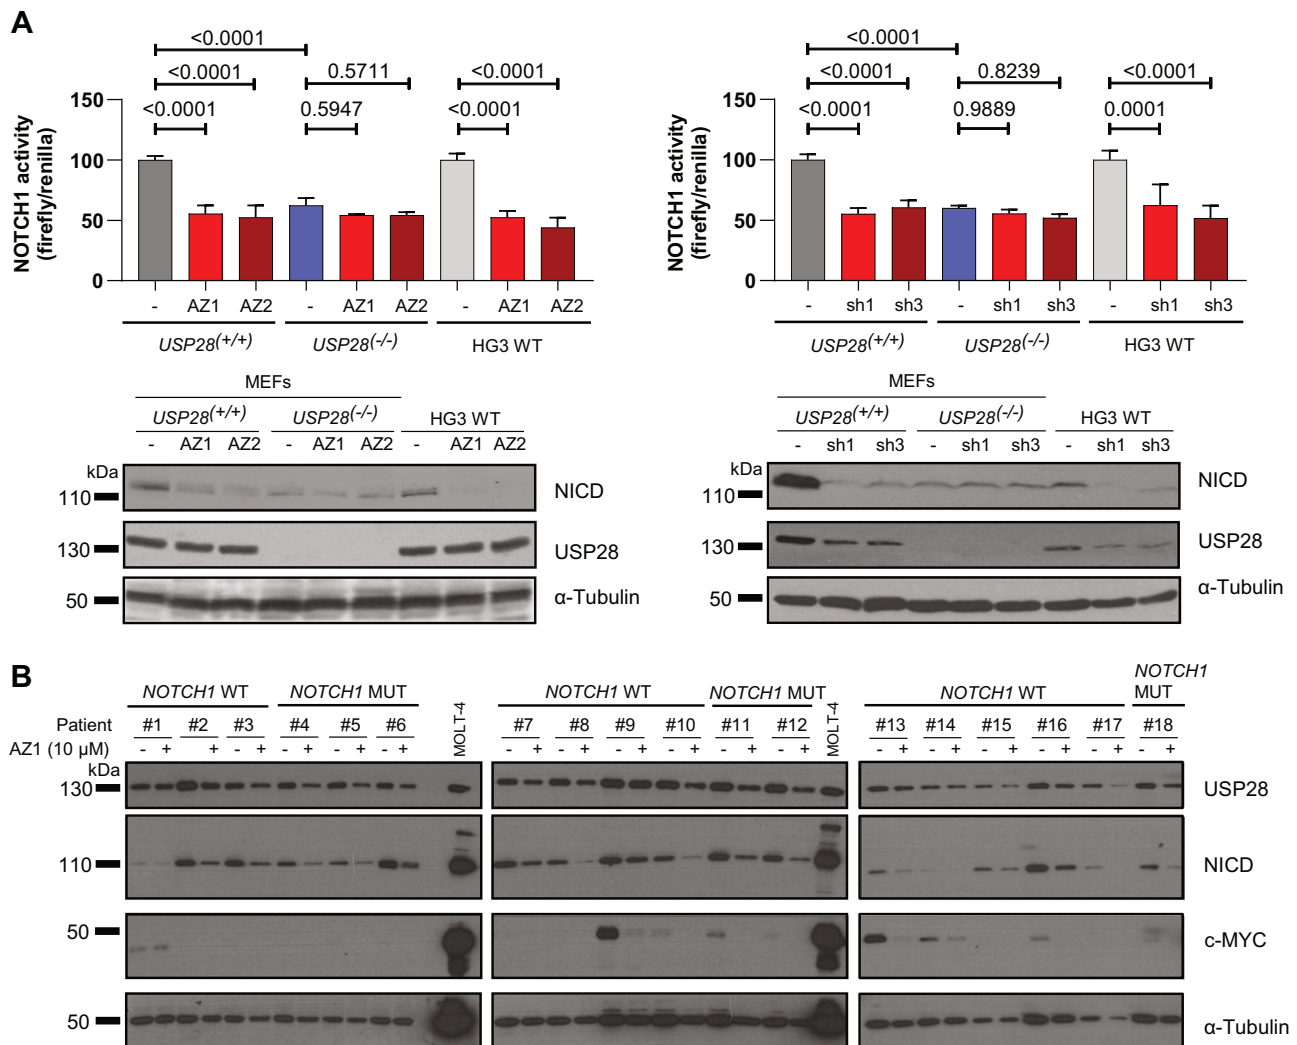 A
<0.0001
<0.0001 0.5711 <0.0001
<0.0001 0.5947 <0.0001
NOTCH1 activity
(firefly/renilla)
150
100
50
0
- AZ1 AZ2 - AZ1 AZ2 - AZ1 AZ2
USP28(+/+) USP28(-/-) HG3 WT
<0.0001
<0.0001 0.8239 <0.0001
<0.0001 0.9889 0.0001
NOTCH1 activity
(firefly/renilla)
150
100
50
0
- sh1 sh3 - sh1 sh3 - sh1 sh3
USP28(+/+) USP28(-/-) HG3 WT
MEFs
USP28(+/+) USP28(-/-) HG3 WT
- AZ1 AZ2 - AZ1 AZ2 - AZ1 AZ2
kDa
110 NICD
130 USP28
50 α-Tubulin
MEFs
USP28(+/+) USP28(-/-) HG3 WT
- sh1 sh3 - sh1 sh3 - sh1 sh3
kDa
110 NICD
130 USP28
50 α-Tubulin
B
NOTCH1 WT NOTCH1 MUT MOLT-4 NOTCH1 WT NOTCH1 MUT MOLT-4 NOTCH1 WT NOTCH1 MUT
Patient #1 #2 #3 #4 #5 #6 #7 #8 #9 #10 #11 #12 #13 #14 #15 #16 #17 #18
AZ1 (10 µM) - + - + - + - + - + - + - + - + - + - + - + - + - + - + - + - + - + - +
kDa
130 USP28
110 NICD
50 c-MYC
50 α-Tubulin